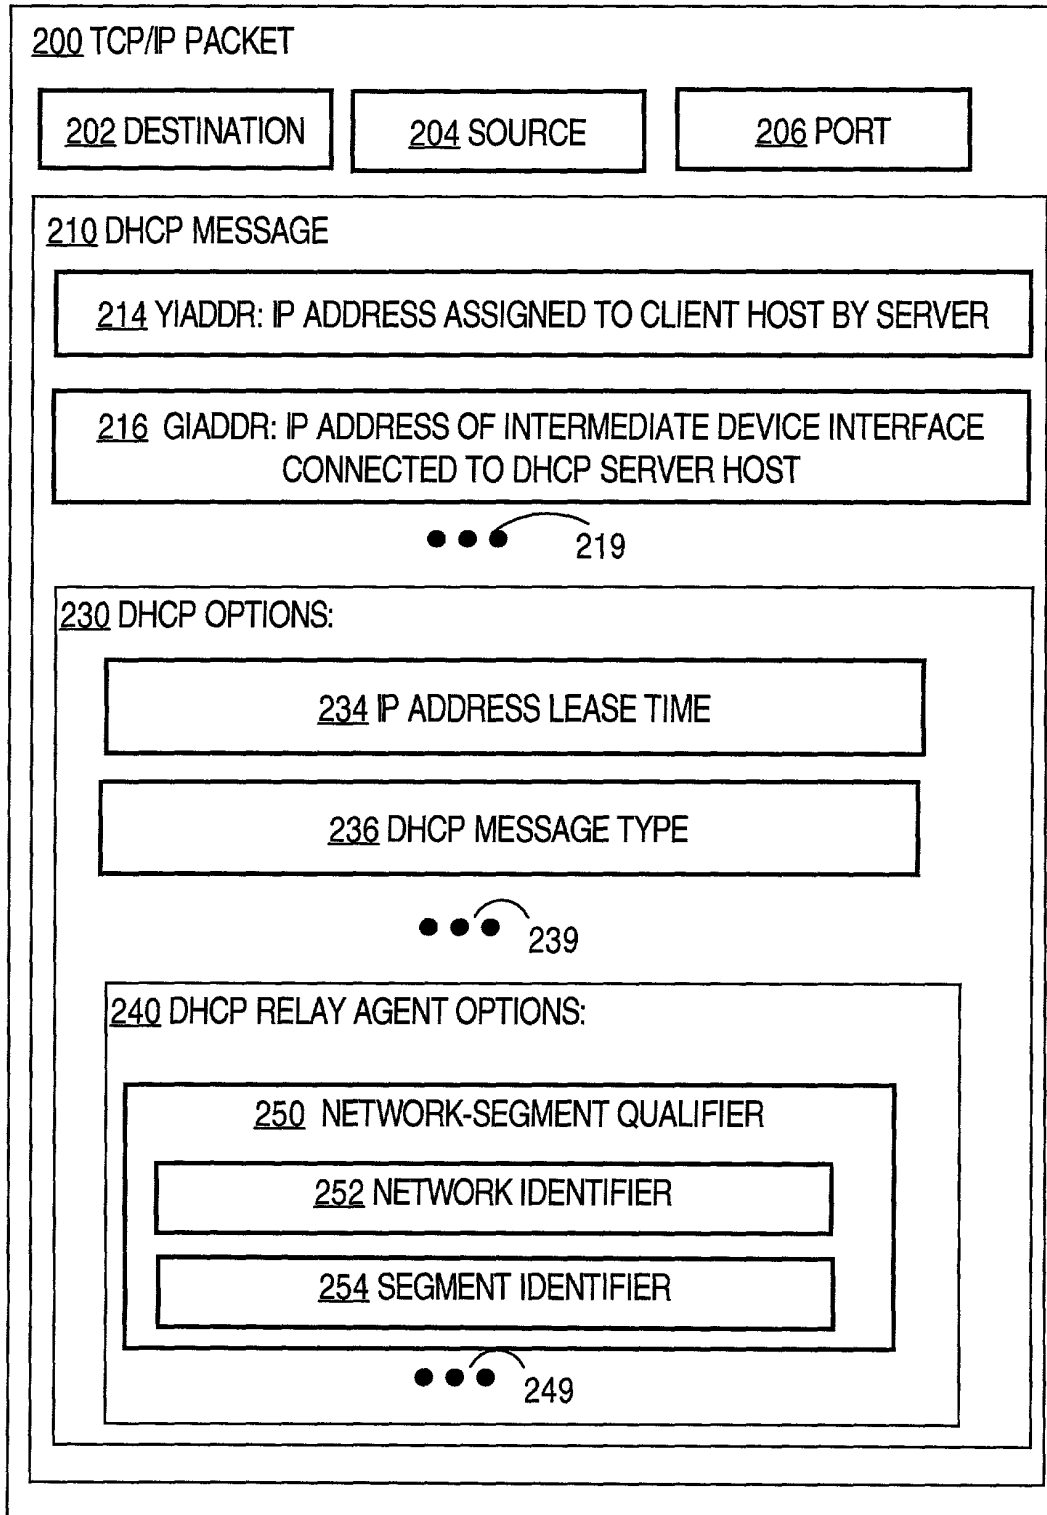 200 TCP/IP PACKET
202 DESTINATION
204 SOURCE
206 PORT
210 DHCP MESSAGE
214 YIADDR: IP ADDRESS ASSIGNED TO CLIENT HOST BY SERVER
216 GIADDR: IP ADDRESS OF INTERMEDIATE DEVICE INTERFACE
CONNECTED TO DHCP SERVER HOST
219
230 DHCP OPTIONS:
234 IP ADDRESS LEASE TIME
236 DHCP MESSAGE TYPE
239
240 DHCP RELAY AGENT OPTIONS:
250 NETWORK-SEGMENT QUALIFIER
252 NETWORK IDENTIFIER
254 SEGMENT IDENTIFIER
249